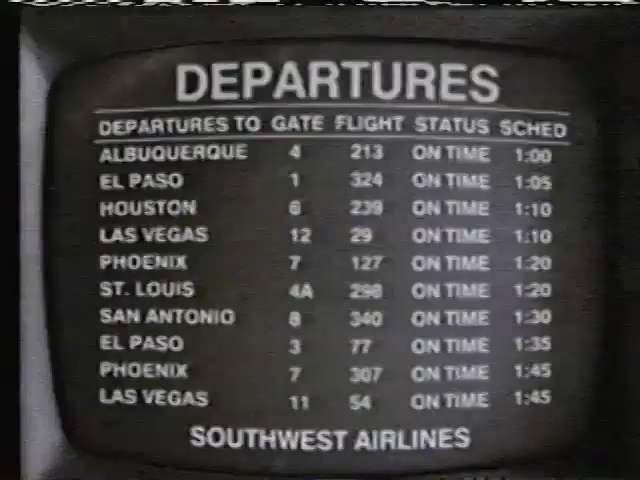 DEPARTURES
DEPARTURES TO GATE FLIGHT STATUS SCHED
ALBUQUERQUE 4 213 ON TIME 1:00
EL PASO 1 324 ON TIME 1:05
HOUSTON 6 239 ON TIME 1:10
LAS VEGAS 12 29 ON TIME 1:10
PHOENIX 7 127 ON TIME 1:20
ST. LOUIS 4A 298 ON TIME 1:20
SAN ANTONIO 8 340 ON TIME 1:30
EL PASO 3 77 ON TIME 1:35
PHOENIX 7 307 ON TIME 1:45
LAS VEGAS 11 54 ON TIME 1:45
SOUTHWEST AIRLINES